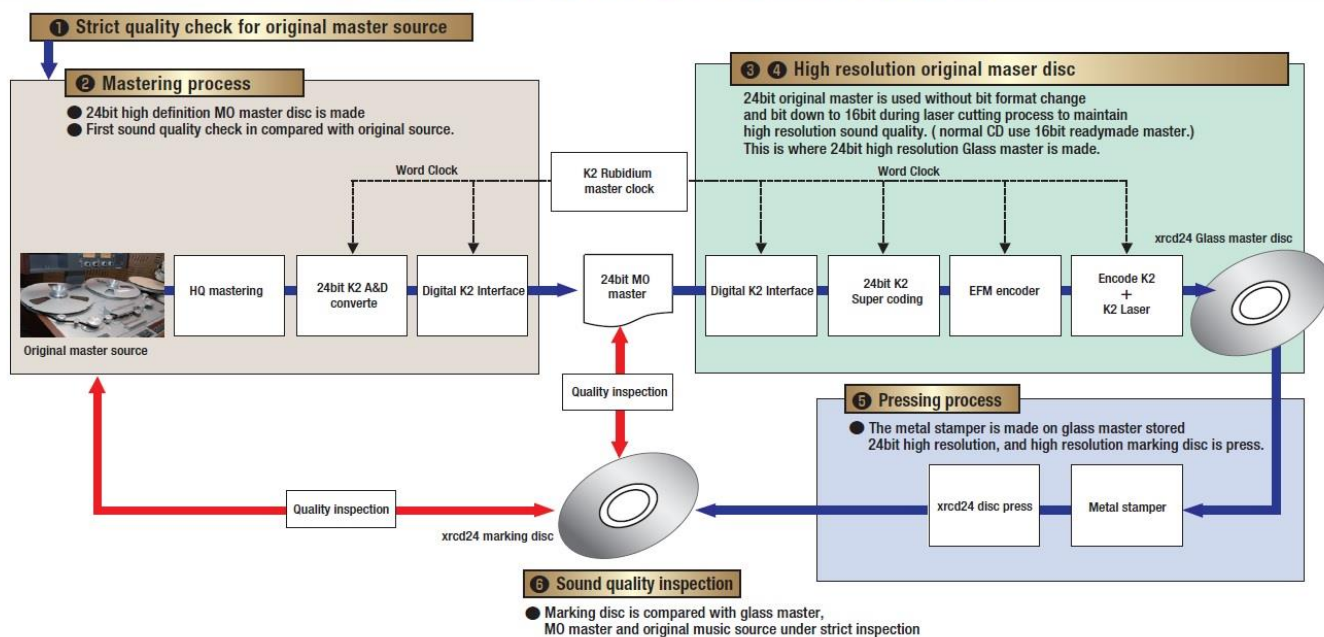 ❶ Strict quality check for original master source
❷ Mastering process
● 24bit high definition MO master disc is made
● First sound quality check in compared with original source.
❸ ❹ High resolution original maser disc
24bit original master is used without bit format change
and bit down to 16bit during laser cutting process to maintain
high resolution sound quality. ( normal CD use 16bit readymade master.)
This is where 24bit high resolution Glass master is made.
Word Clock
K2 Rubidium
master clock
Word Clock
xrcd24 Glass master disc
Original master source
HQ mastering
24bit K2 A&D
converte
Digital K2 Interface
24bit MO
master
Digital K2 Interface
24bit K2
Super coding
EFM encoder
Encode K2
+
K2 Laser
Quality inspection
❺ Pressing process
● The metal stamper is made on glass master stored
24bit high resolution, and high resolution marking disc is press.
xrcd24 disc press
Metal stamper
Quality inspection
xrcd24 marking disc
❻ Sound quality inspection
● Marking disc is compared with glass master,
MO master and original music source under strict inspection